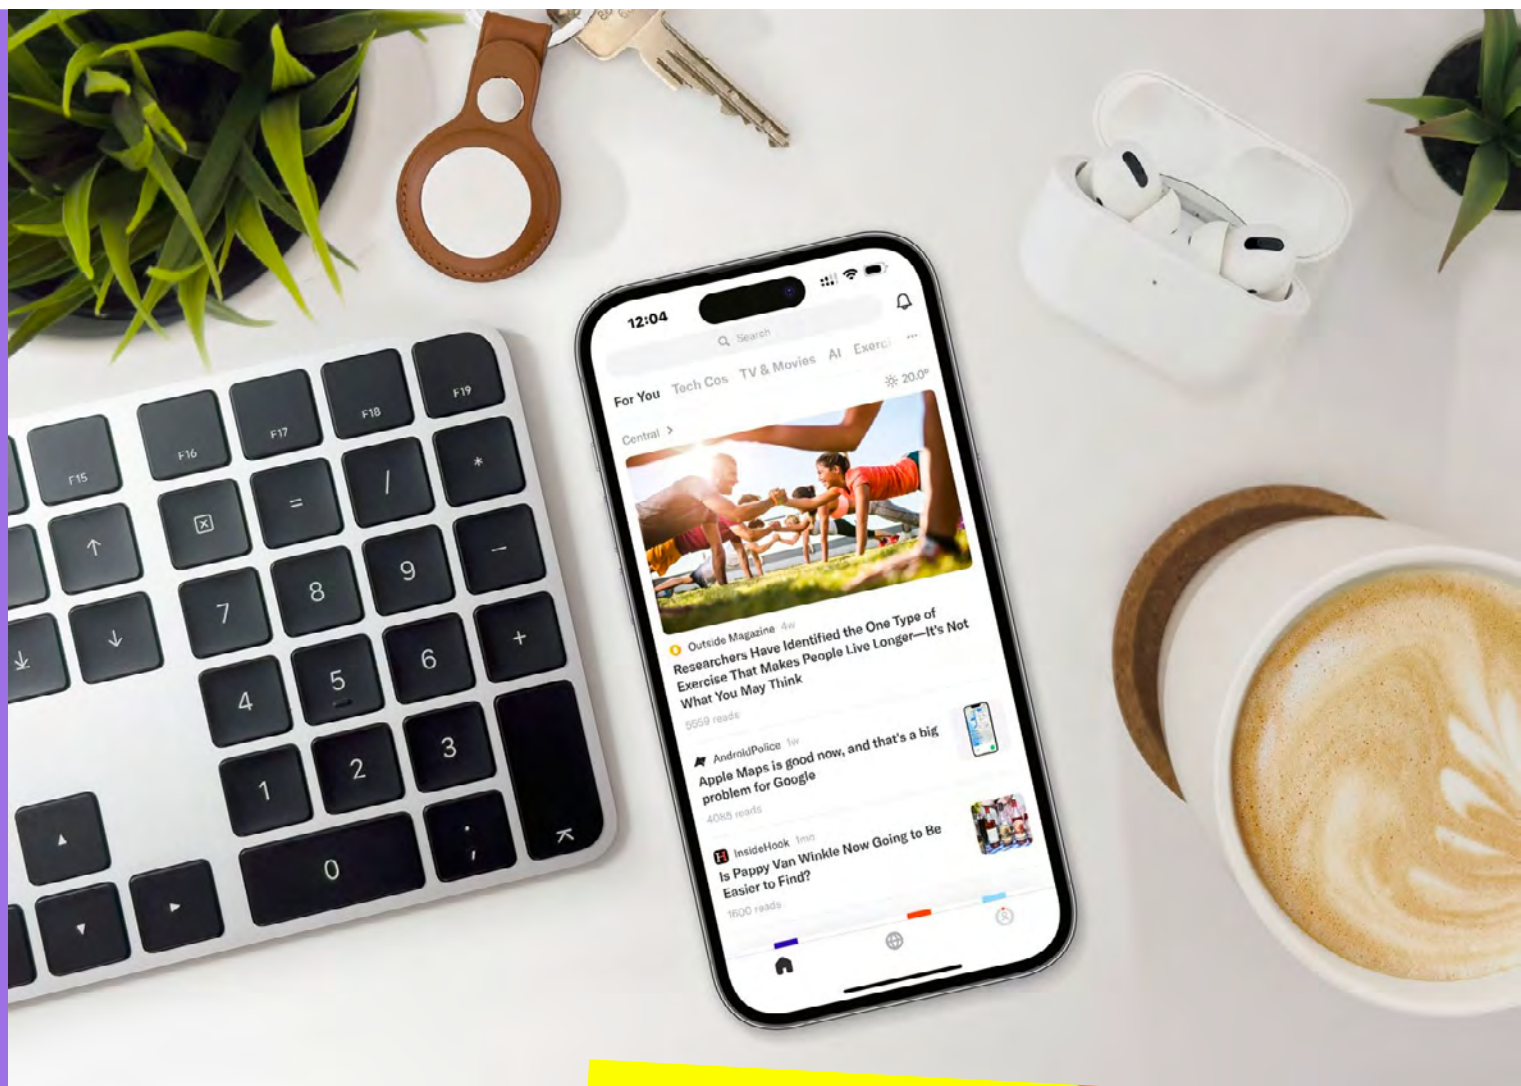 12:04
Search
For You Tech Cos TV & Movies AI Exerci ...
20.0°
Central >
Outside Magazine 4w
Researchers Have Identified the One Type of
Exercise That Makes People Live Longer—It's Not
What You May Think
5559 reads
AndroidPolice 1w
Apple Maps is good now, and that's a big
problem for Google
4085 reads
InsideHook 1mo
Is Pappy Van Winkle Now Going to Be
Easier to Find?
1600 reads
F15 F16 F17 F18 F19
= / *
7 8 9 -
4 5 6 +
1 2 3
0 . ;